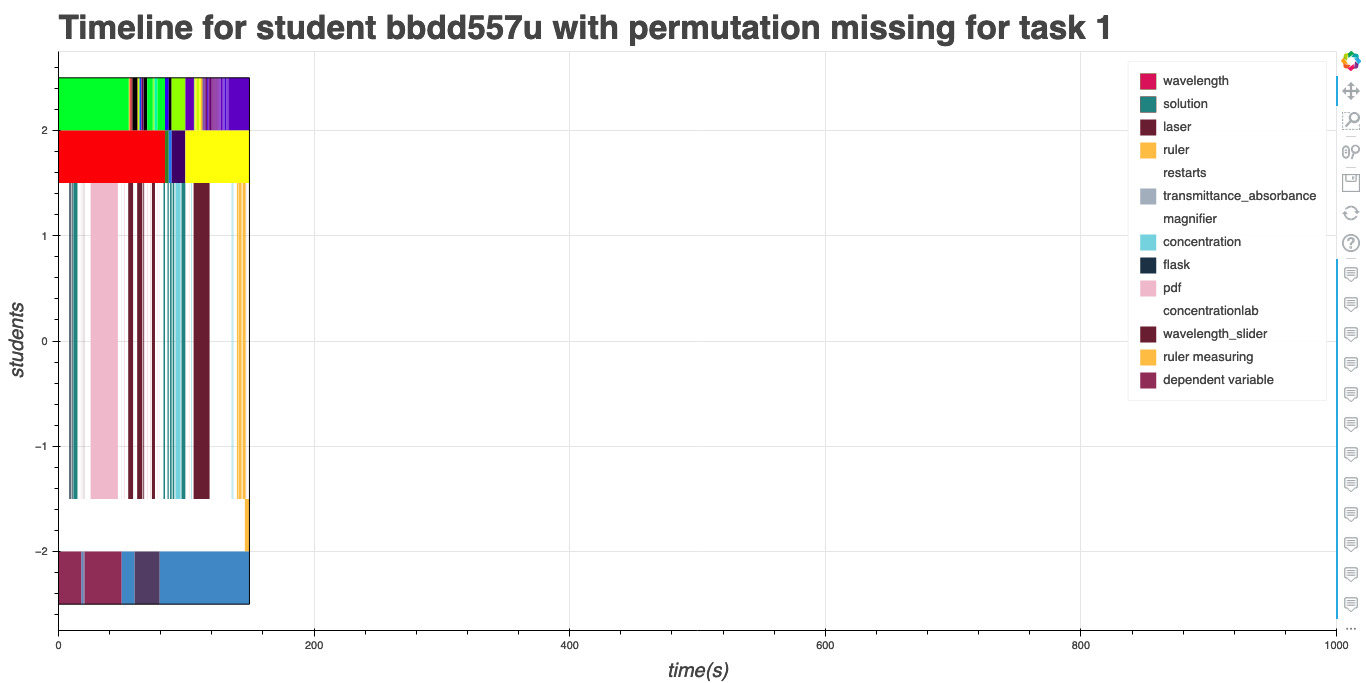 Timeline for student bbdd557u with permutation missing for task 1
wavelength
solution
laser
ruler
restarts
transmittance_absorbance
magnifier
concentration
flask
pdf
concentrationlab
wavelength_slider
ruler measuring
dependent variable
2
1
0
−1
−2
students
0 200 400 600 800 1000
time(s)